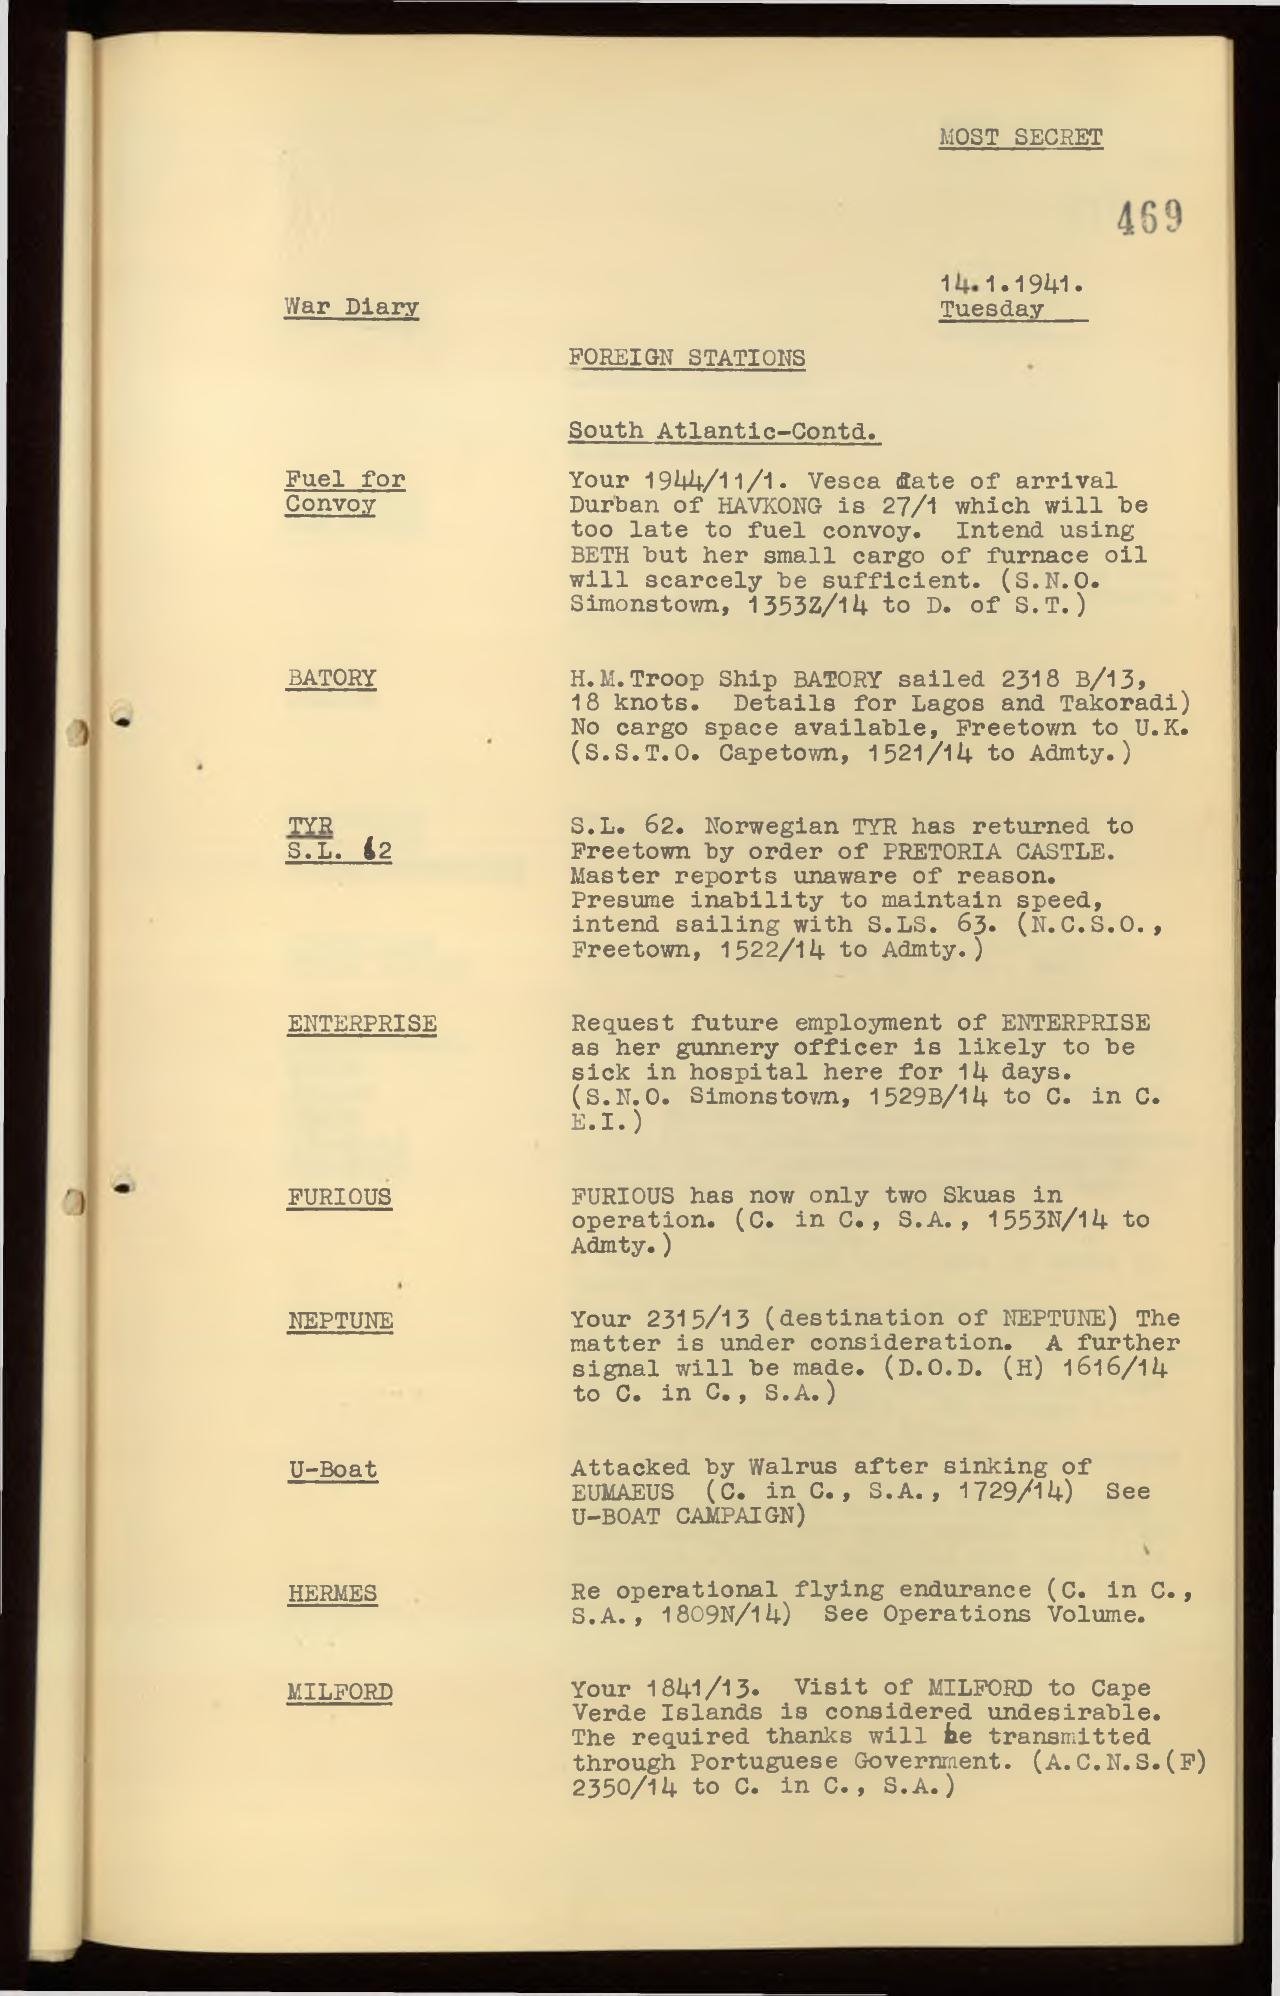 MOST SECRET
469
14.1.1941.
War Diary
Tuesday
FOREIGN STATIONS
South Atlantic-Contd.
Fuel for
Convoy
Your 1944/11/1. Vesca date of arrival
Durban of HAVKONG is 27/1 which will be
too late to fuel convoy. Intend using
BETH but her small cargo of furnace oil
will scarcely be sufficient. (S.N.O.
Simonstown, 1353Z/14 to D. of S.T.)
BATORY
H.M.Troop Ship BATORY sailed 2318 B/13,
18 knots. Details for Lagos and Takoradi)
No cargo space available, Freetown to U.K.
(S.S.T.O. Capetown, 1521/14 to Admty.)
TYR
S.L. 62
S.L. 62. Norwegian TYR has returned to
Freetown by order of PRETORIA CASTLE.
Master reports unaware of reason.
Presume inability to maintain speed,
intend sailing with S.LS. 63. (N.C.S.O.,
Freetown, 1522/14 to Admty.)
ENTERPRISE
Request future employment of ENTERPRISE
as her gunnery officer is likely to be
sick in hospital here for 14 days.
(S.N.O. Simonstown, 1529B/14 to C. in C.
E.I.)
FURIOUS
FURIOUS has now only two Skuas in
operation. (C. in C., S.A., 1553N/14 to
Admty.)
NEPTUNE
Your 2315/13 (destination of NEPTUNE) The
matter is under consideration. A further
signal will be made. (D.O.D. (H) 1616/14
to C. in C., S.A.)
U-Boat
Attacked by Walrus after sinking of
EUMAEUS (C. in C., S.A., 1729/14) See
U-BOAT CAMPAIGN)
HERMES
Re operational flying endurance (C. in C.,
S.A., 1809N/14) See Operations Volume.
MILFORD
Your 1841/13. Visit of MILFORD to Cape
Verde Islands is considered undesirable.
The required thanks will be transmitted
through Portuguese Government. (A.C.N.S.(F)
2350/14 to C. in C., S.A.)